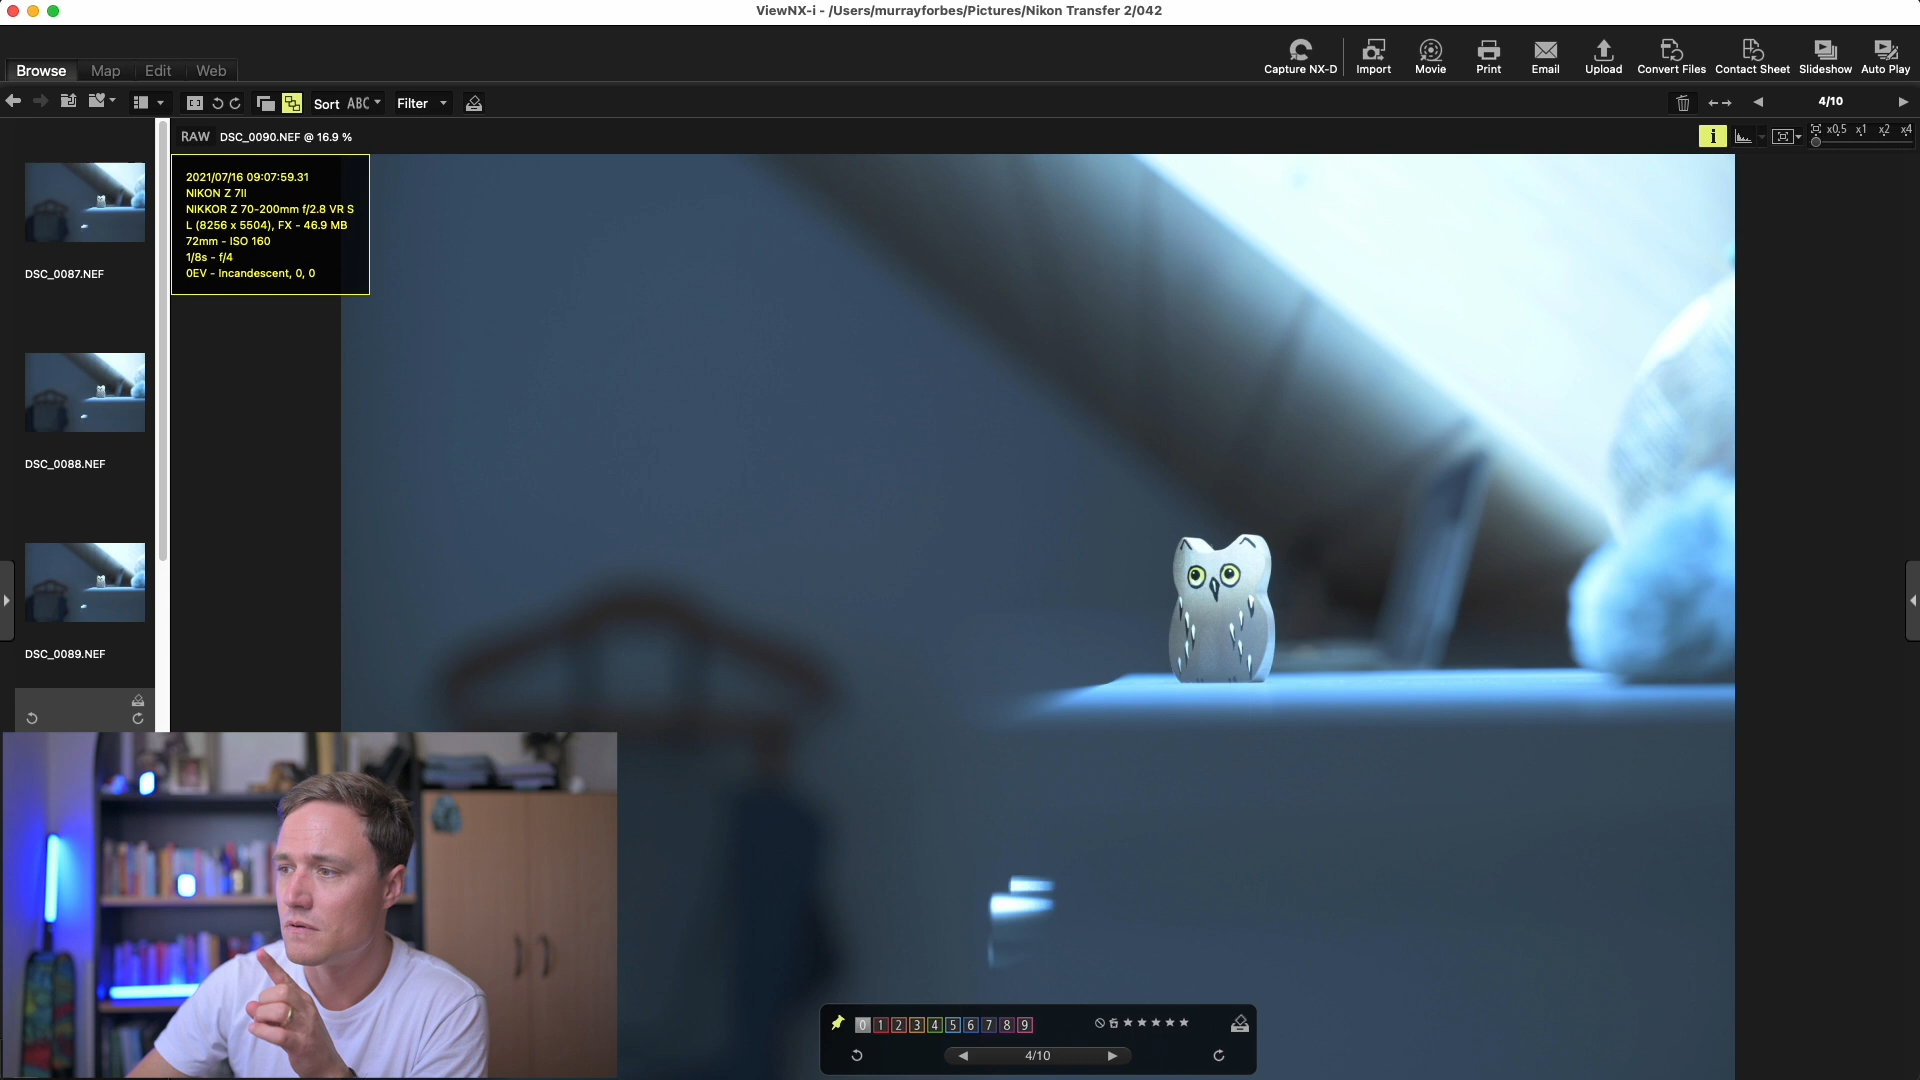 ViewNX-i - /Users/murrayforbes/Pictures/Nikon Transfer 2/042
Capture NX-D Import Movie Print Email Upload Convert Files Contact Sheet Slideshow Auto Play
Browse Map Edit Web
Sort ABC Filter 4/10
RAW DSC_0090.NEF @ 16.9 % i x0.5 x1 x2 x4
2021/07/16 09:07:59.31
NIKON Z 7II
NIKKOR Z 70-200mm f/2.8 VR S
L (8256 x 5504), FX - 46.9 MB
72mm - ISO 160
1/8s - f/4
0EV - Incandescent, 0, 0
DSC_0087.NEF
DSC_0088.NEF
DSC_0089.NEF
0 1 2 3 4 5 6 7 8 9
4/10